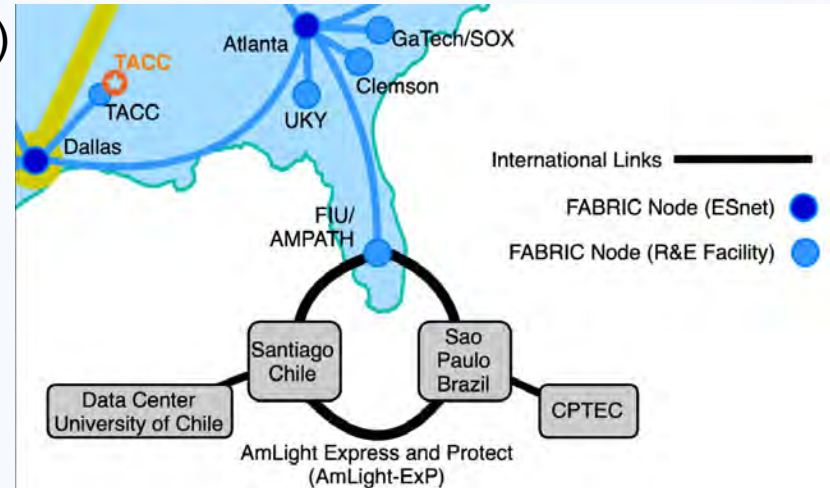 )
Atlanta
GaTech/SOX
TACC
Clemson
TACC
UKY
Dallas
International Links
FABRIC Node (ESnet)
FIU/
AMPATH
FABRIC Node (R&E Facility)
Santiago
Chile
Sao
Paulo
Brazil
Data Center
University of Chile
CPTEC
AmLight Express and Protect
(AmLight-ExP)